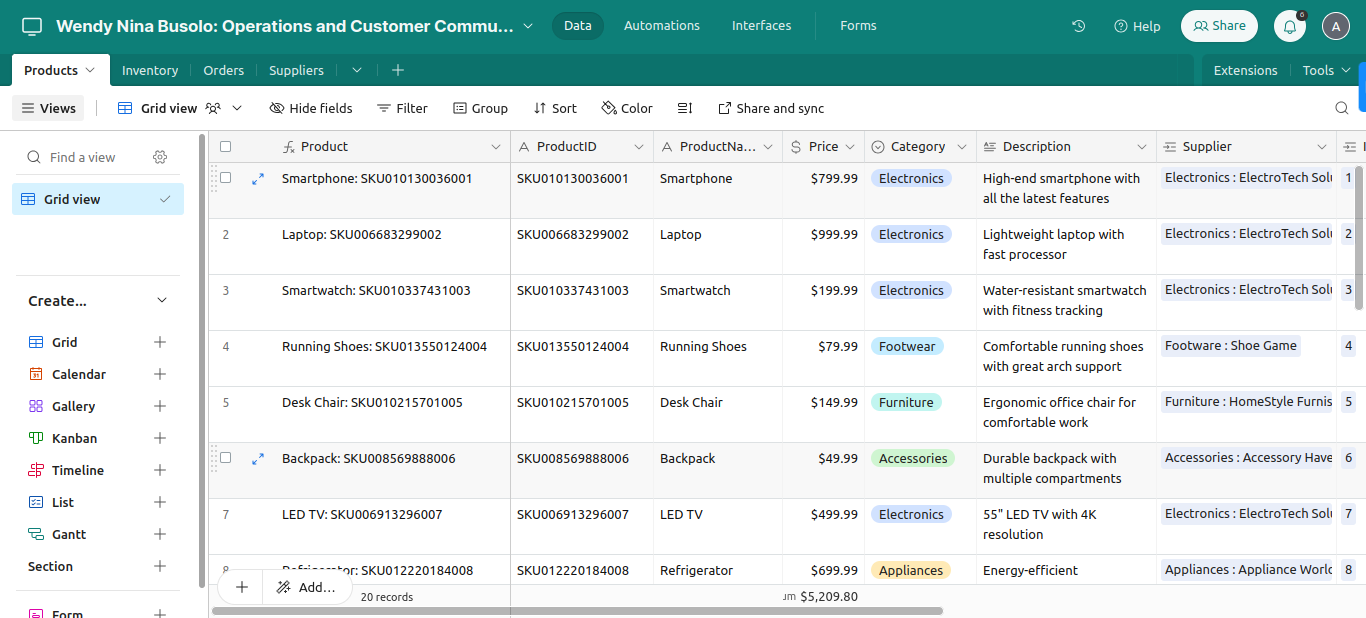 Wendy Nina Busolo: Operations and Customer Commu...
Data
Automations
Interfaces
Forms
Help
Share
0
A
Products
Inventory
Orders
Suppliers
Extensions
Tools
Views
Grid view
Hide fields
Filter
Group
Sort
Color
Share and sync
Find a view
Grid view
Create...
Grid
Calendar
Gallery
Kanban
Timeline
List
Gantt
Section
Form
Product
ProductID
ProductNa...
Price
Category
Description
Supplier
Smartphone: SKU010130036001 SKU010130036001 Smartphone $799.99 Electronics High-end smartphone with Electronics : ElectroTech Solu 1
all the latest features
2 Laptop: SKU006683299002 SKU006683299002 Laptop $999.99 Electronics Lightweight laptop with Electronics : ElectroTech Solu 2
fast processor
3 Smartwatch: SKU010337431003 SKU010337431003 Smartwatch $199.99 Electronics Water-resistant smartwatch Electronics : ElectroTech Solu 3
with fitness tracking
4 Running Shoes: SKU013550124004 SKU013550124004 Running Shoes $79.99 Footwear Comfortable running shoes Footware : Shoe Game 4
with great arch support
5 Desk Chair: SKU010215701005 SKU010215701005 Desk Chair $149.99 Furniture Ergonomic office chair for Furniture : HomeStyle Furnis 5
comfortable work
Backpack: SKU008569888006 SKU008569888006 Backpack $49.99 Accessories Durable backpack with Accessories : Accessory Have 6
multiple compartments
7 LED TV: SKU006913296007 SKU006913296007 LED TV $499.99 Electronics 55" LED TV with 4K Electronics : ElectroTech Solu 7
resolution
8 Refrigerator: SKU012220184008 SKU012220184008 Refrigerator $699.99 Appliances Energy-efficient Appliances : Appliance World 8
Add...
20 records
um $5,209.80